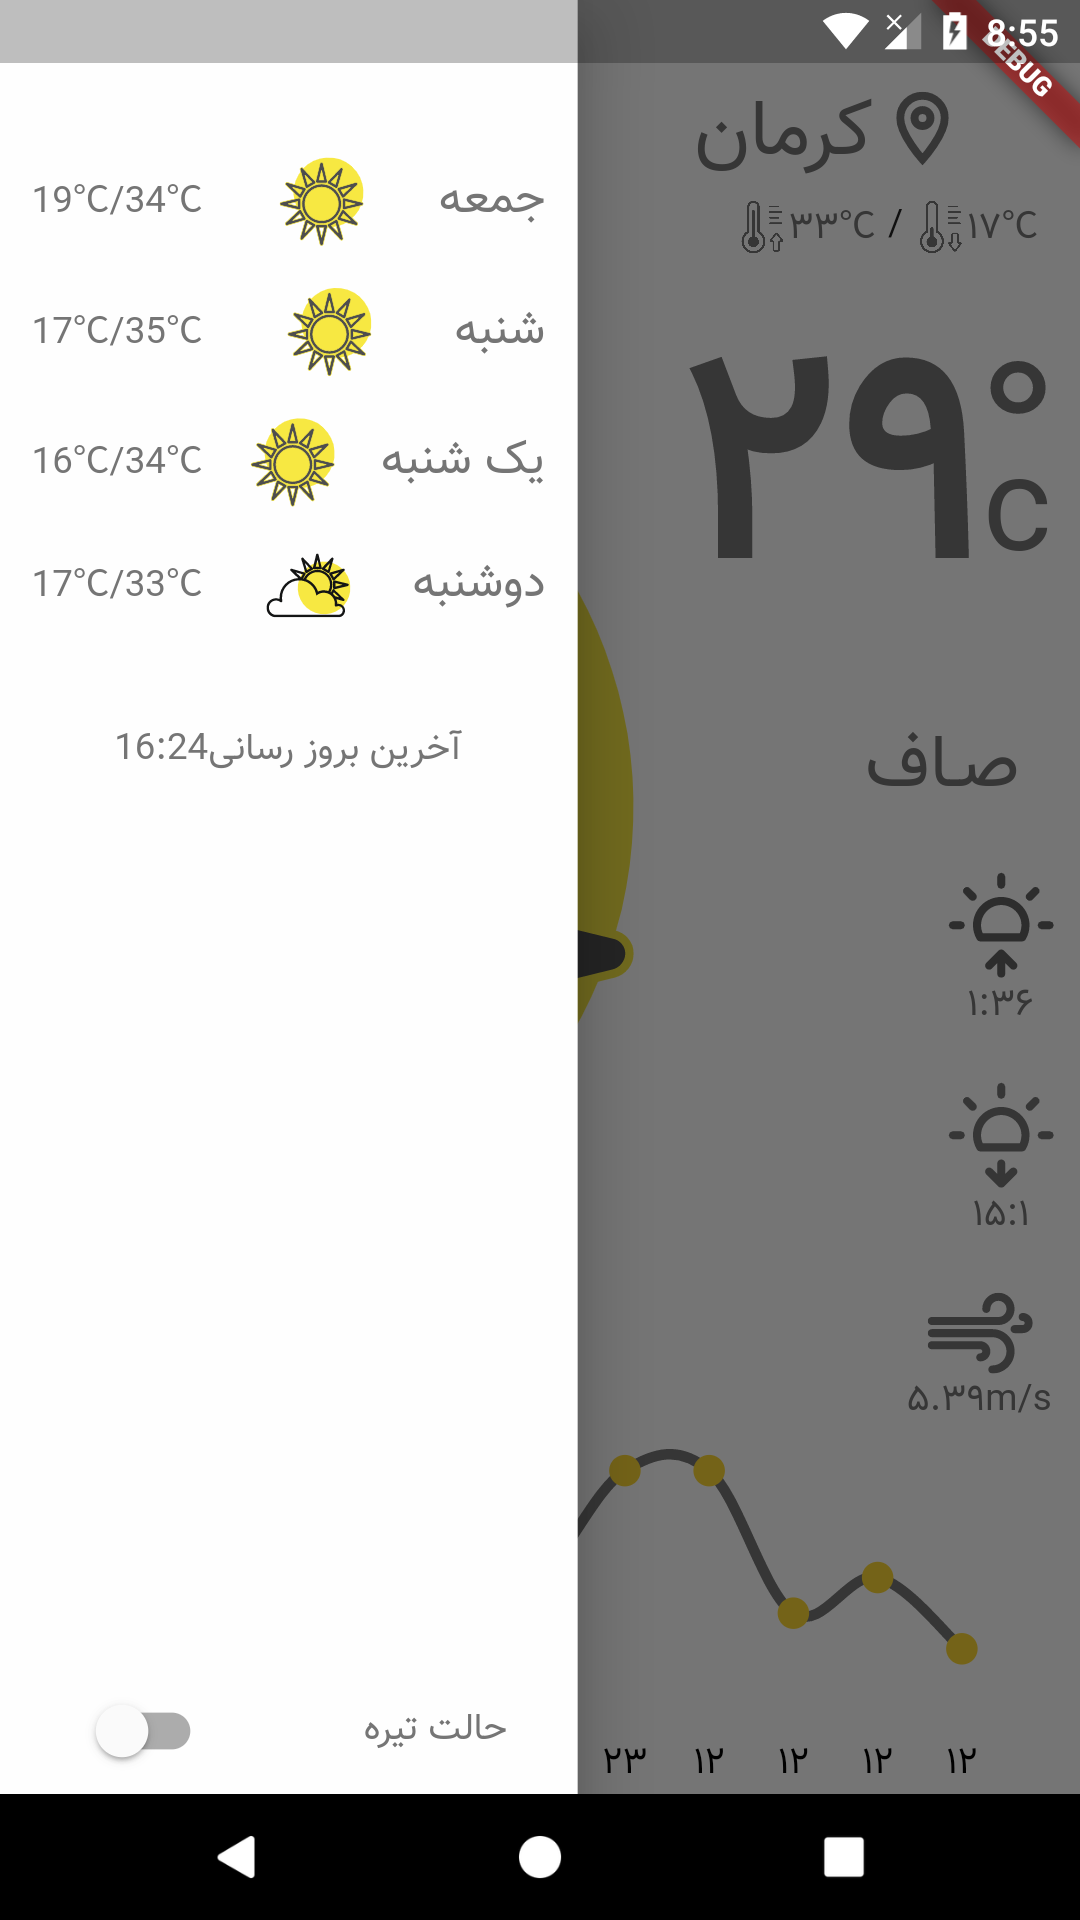 8:55
DEBUG
کرمان
۳۳°C / ۱۷°C
۲۹°C
صاف
۱:۳۶
۱۵:۱
۵.۳۹m/s
۲۳ ۱۲ ۱۲ ۱۲ ۱۲
جمعه 19°C/34°C
شنبه 17°C/35°C
یک شنبه 16°C/34°C
دوشنبه 17°C/33°C
آخرین بروز رسانی16:24
حالت تیره